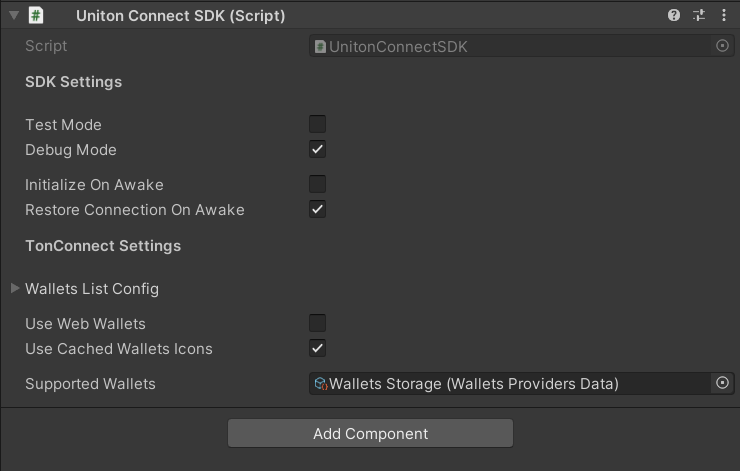 Uniton Connect SDK (Script)
Script UnitonConnectSDK
SDK Settings
Test Mode
Debug Mode
Initialize On Awake
Restore Connection On Awake
TonConnect Settings
Wallets List Config
Use Web Wallets
Use Cached Wallets Icons
Supported Wallets Wallets Storage (Wallets Providers Data)
Add Component